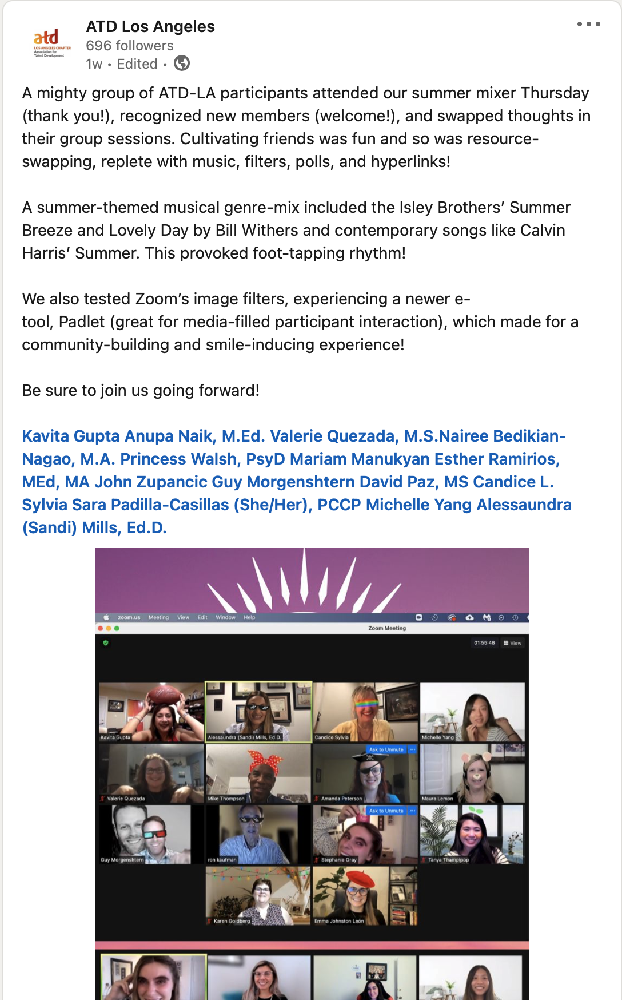 atd
LOS ANGELES CHAPTER
Association for
Talent Development
ATD Los Angeles
696 followers
1w • Edited •
A mighty group of ATD-LA participants attended our summer mixer Thursday
(thank you!), recognized new members (welcome!), and swapped thoughts in
their group sessions. Cultivating friends was fun and so was resource-
swapping, replete with music, filters, polls, and hyperlinks!
A summer-themed musical genre-mix included the Isley Brothers’ Summer
Breeze and Lovely Day by Bill Withers and contemporary songs like Calvin
Harris’ Summer. This provoked foot-tapping rhythm!
We also tested Zoom’s image filters, experiencing a newer e-
tool, Padlet (great for media-filled participant interaction), which made for a
community-building and smile-inducing experience!
Be sure to join us going forward!
Kavita Gupta Anupa Naik, M.Ed. Valerie Quezada, M.S.Nairee Bedikian-
Nagao, M.A. Princess Walsh, PsyD Mariam Manukyan Esther Ramirios,
MEd, MA John Zupancic Guy Morgenshtern David Paz, MS Candice L.
Sylvia Sara Padilla-Casillas (She/Her), PCCP Michelle Yang Alessaundra
(Sandi) Mills, Ed.D.
zoom.us Meeting View Edit Window Help
Zoom Meeting
01:55:48 View
Kavita Gupta
Alessaundra (Sandi) Mills, Ed.D.
Candice Sylvia
Michelle Yang
Ask to Unmute
Valerie Quezada
Mike Thompson
Amanda Peterson
Maura Lemon
Ask to Unmute
Guy Morgenshtern
ron kaufman
Stephanie Gray
Tanya Thampipop
Karen Goldberg
Emma Johnston León